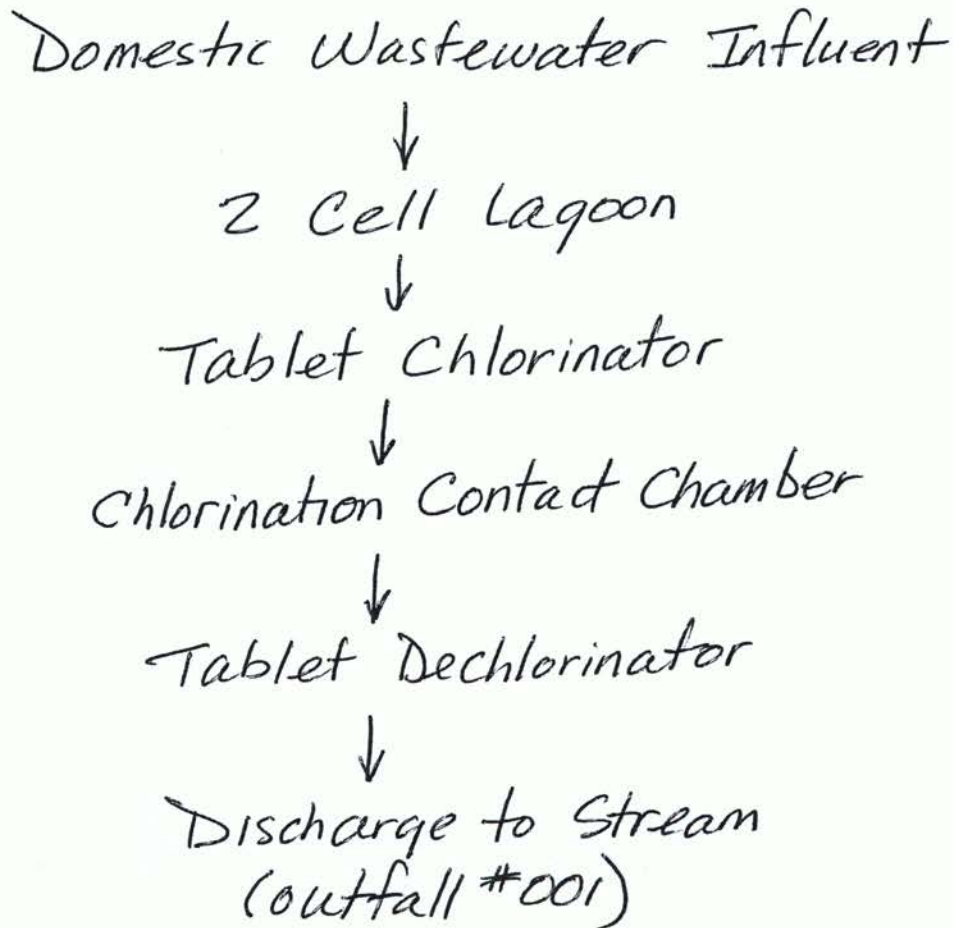 Domestic Wastewater Influent
↓
2 Cell Lagoon
↓
Tablet Chlorinator
↓
Chlorination Contact Chamber
↓
Tablet Dechlorinator
↓
Discharge to Stream
(outfall #001)